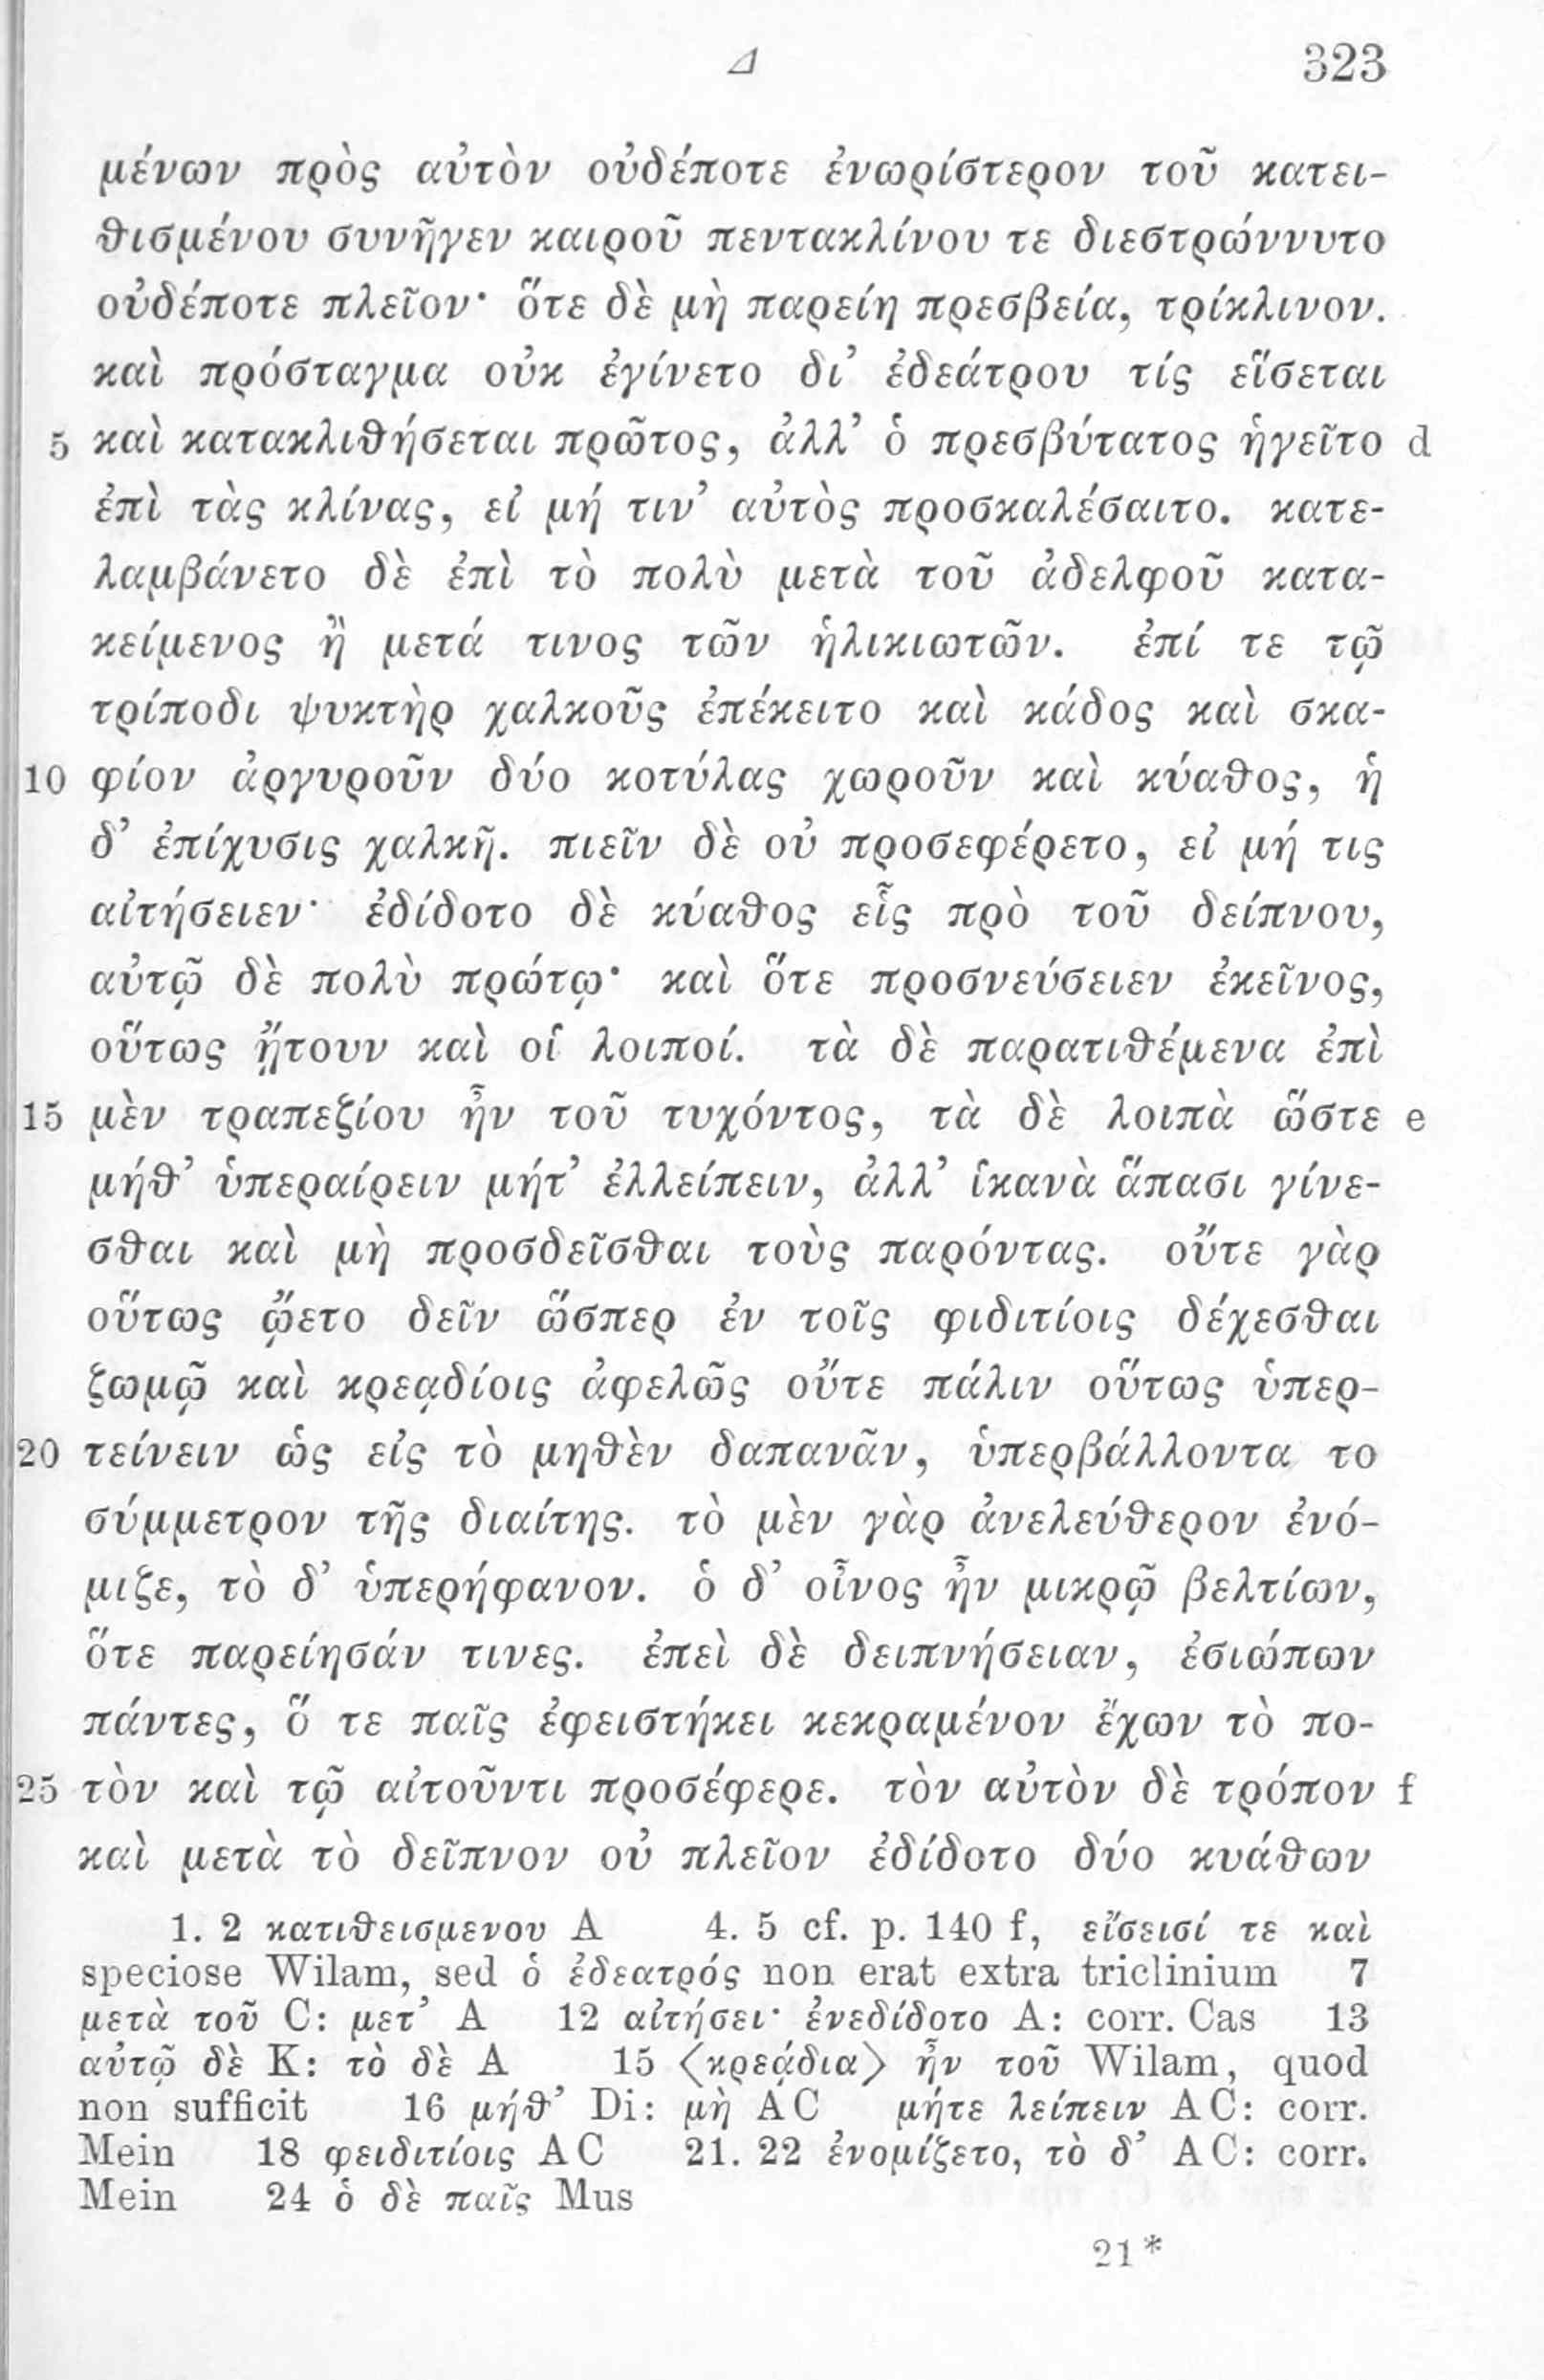 Δ 323
μένων πρὸς αὐτὸν οὐδέποτε ἐνωρίστερον τοῦ κατει-
θισμένου συνῆγεν καιροῦ πεντακλίνου τε διεστρώννυτο
οὐδέποτε πλεῖον· ὅτε δὲ μὴ παρείη πρεσβεία, τρίκλινον.
καὶ πρόσταγμα οὐκ ἐγίνετο δι’ ἐδεάτρου τίς εἴσεται
5 καὶ κατακλιθήσεται πρῶτος, ἀλλ’ ὁ πρεσβύτατος ἡγεῖτο d
ἐπὶ τὰς κλίνας, εἰ μή τιν’ αὐτὸς προσκαλέσαιτο. κατε-
λαμβάνετο δὲ ἐπὶ τὸ πολὺ μετὰ τοῦ ἀδελφοῦ κατα-
κείμενος ἢ μετά τινος τῶν ἡλικιωτῶν. ἐπί τε τῷ
τρίποδι ψυκτὴρ χαλκοῦς ἐπέκειτο καὶ κάδος καὶ σκα-
10 φίον ἀργυροῦν δύο κοτύλας χωροῦν καὶ κύαθος, ἡ
δ’ ἐπίχυσις χαλκῆ. πιεῖν δὲ οὐ προσεφέρετο, εἰ μή τις
αἰτήσειεν· ἐδίδοτο δὲ κύαθος εἷς πρὸ τοῦ δείπνου,
αὐτῷ δὲ πολὺ πρώτῳ· καὶ ὅτε προσνεύσειεν ἐκεῖνος,
οὕτως ᾔτουν καὶ οἱ λοιποί. τὰ δὲ παρατιθέμενα ἐπὶ
15 μὲν τραπεζίου ἦν τοῦ τυχόντος, τὰ δὲ λοιπὰ ὥστε e
μήθ’ ὑπεραίρειν μήτ’ ἐλλείπειν, ἀλλ’ ἱκανὰ ἅπασι γίνε-
σθαι καὶ μὴ προσδεῖσθαι τοὺς παρόντας. οὔτε γὰρ
οὕτως ᾤετο δεῖν ὥσπερ ἐν τοῖς φιδιτίοις δέχεσθαι
ζωμῷ καὶ κρεᾳδίοις ἀφελῶς οὔτε πάλιν οὕτως ὑπερ-
20 τείνειν ὡς εἰς τὸ μηθὲν δαπανᾶν, ὑπερβάλλοντα το
σύμμετρον τῆς διαίτης. τὸ μὲν γὰρ ἀνελεύθερον ἐνό-
μιζε, τὸ δ’ ὑπερήφανον. ὁ δ’ οἶνος ἦν μικρῷ βελτίων,
ὅτε παρείησάν τινες. ἐπεὶ δὲ δειπνήσειαν, ἐσιώπων
πάντες, ὅ τε παῖς ἐφειστήκει κεκραμένον ἔχων τὸ πο-
25 τὸν καὶ τῷ αἰτοῦντι προσέφερε. τὸν αὐτὸν δὲ τρόπον f
καὶ μετὰ τὸ δεῖπνον οὐ πλεῖον ἐδίδοτο δύο κυάθων
1. 2 κατιθεισμενου A 4. 5 cf. p. 140 f, εἴσεισί τε καὶ
speciose Wilam, sed ὁ ἐδεατρός non erat extra triclinium 7
μετὰ τοῦ C: μετ’ A 12 αἰτήσει· ἐνεδίδοτο A: corr. Cas 13
αὐτῷ δὲ K: τὸ δὲ A 15 ⟨κρεᾴδια⟩ ἦν τοῦ Wilam, quod
non sufficit 16 μήθ’ Di: μὴ AC μήτε λείπειν AC: corr.
Mein 18 φειδιτίοις AC 21. 22 ἐνομίζετο, τὸ δ’ AC: corr.
Mein 24 ὁ δὲ παῖς Mus
21*